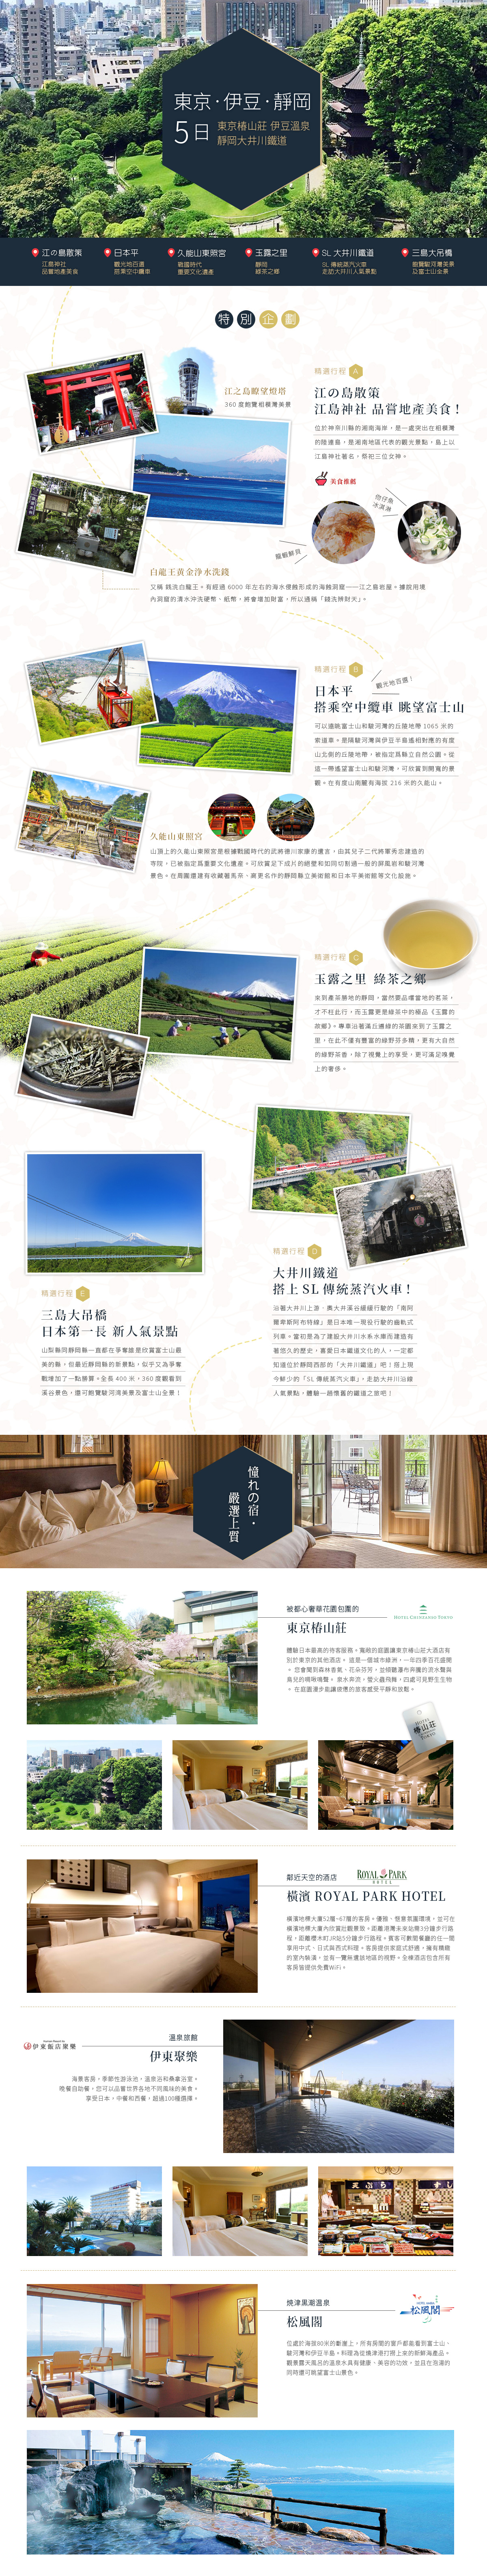 東京·伊豆·靜岡
5日
東京椿山莊 伊豆溫泉
靜岡大井川鐵道
江の島散策
江島神社
品嘗地產美食
日本平
觀光地百選
搭乘空中纜車
久能山東照宮
戰國時代
重要文化遺產
玉露之里
靜岡
綠茶之鄉
SL 大井川鐵道
SL 傳統蒸汽火車
走訪大井川人氣景點
三島大吊橋
飽覽駿河灣美景
及富士山全景
特別企劃
江之島瞭望燈塔
360 度飽覽相模灣美景
精選行程 A
江の島散策
江島神社 品嘗地產美食！
位於神奈川縣的湘南海岸，是一處突出在相模灣
的陸連島，是湘南地區代表的觀光景點，島上以
江島神社著名，祭祀三位女神。
美食推薦
吻仔魚
冰淇淋
龍蝦鮮貝
白龍王黃金浄水洗錢
又稱 錢洗白龍王。有經過 6000 年左右的海水侵蝕形成的海蝕洞窟——江之島岩屋。據說用境
內洞窟的清水沖洗硬幣、紙幣，將會增加財富，所以通稱「錢洗辨財天」。
精選行程 B
觀光地百選！
日本平
搭乘空中纜車 眺望富士山
可以遠眺富士山和駿河灣的丘陵地帶 1065 米的
索道車。是隔駿河灣與伊豆半島遙相對應的有度
山北側的丘陵地帶，被指定爲縣立自然公園。從
這一帶遙望富士山和駿河灣，可欣賞到開寬的景
觀。在有度山南麓有海拔 216 米的久能山。
久能山東照宮
山頂上的久能山東照宮是根據戰國時代的武將德川家康的遺言，由其兒子二代將軍秀忠建造的
寺院，已被指定爲重要文化遺產。可欣賞足下成片的絕壁和如同切割過一般的屏風岩和駿河灣
景色。在周圍還建有收藏著馬辛、高更名作的靜岡縣立美術館和日本平美術館等文化設施。
精選行程 C
玉露之里 綠茶之鄉
來到產茶勝地的靜岡，當然要品嚐當地的茗茶，
才不枉此行，而玉露更是綠茶中的極品《玉露的
故鄉》。專車沿著滿丘邊綠的茶園來到了玉露之
里，在此不僅有豐富的綠野芬多精，更有大自然
的綠野茶香，除了視覺上的享受，更可滿足嗅覺
上的奢侈。
精選行程 D
大井川鐵道
搭上 SL 傳統蒸汽火車！
沿著大井川上游、奧大井溪谷緩緩行駛的「南阿
爾卑斯阿布特線」是日本唯一現役行駛的齒軌式
列車。當初是為了建設大井川水系水庫而建造有
著悠久的歷史，喜愛日本鐵道文化的人，一定都
知道位於靜岡西部的「大井川鐵道」吧！搭上現
今鮮少的「SL 傳統蒸汽火車」，走訪大井川沿線
人氣景點，體驗一趟懷舊的鐵道之旅吧！
精選行程 E
三島大吊橋
日本第一長 新人氣景點
山梨縣同靜岡縣一直都在爭奪誰是欣賞富士山最
美的縣，但最近靜岡縣的新景點，似乎又為爭奪
戰增加了一點勝算。全長 400 米，360 度觀看到
溪谷景色，還可飽覽駿河灣美景及富士山全景！
憧れの宿·
嚴選上質
被都心奢華花園包圍的
東京椿山莊
HOTEL CHINZANSO TOKYO
體驗日本最高的待客服務。寬敞的庭園讓東京椿山莊大酒店有
別於東京的其他酒店。 這是一個城市綠洲，一年四季百花盛開
。 您會聞到森林香氣、花朵芬芳，並傾聽瀑布奔騰的流水聲與
鳥兒的啁啾鳴聲。 泉水奔流，螢火蟲飛舞，四處可見野生生物
。 在庭園漫步能讓疲憊的旅客感受平靜和放鬆。
HOTEL
椿山莊
TOKYO
鄰近天空的酒店
ROYAL PARK
HOTEL
橫濱 ROYAL PARK HOTEL
橫濱地標大廈52層~67層的客房。優雅、愜意氛圍環境，並可在
橫濱地標大廈內欣賞壯觀景致。距離港灣未來站需3分鐘步行路
程，距離櫻木町JR站5分鐘步行路程。賓客可數間餐廳的任一間
享用中式、日式與西式料理。客房提供家庭式舒適，擁有精緻
的室內裝潢，並有一覽無遺該地區的視野。全棟酒店包含所有
客房皆提供免費WiFi。
伊東飯店聚樂
溫泉旅館
伊東聚樂
海景客房，季節性游泳池，溫泉浴和桑拿浴室。
晚餐自助餐，您可以品嘗世界各地不同風味的美食。
享受日本，中餐和西餐，超過100種選擇。
天ぷら
すし
燒津黑潮溫泉
松風閣
松風閣
位處於海拔80米的斷崖上，所有房間的窗戶都能看到富士山、
駿河灣和伊豆半島。料理為從燒津港打撈上來的新鮮海產品。
觀景露天風呂的溫泉水具有健康、美容的功效，並且在泡湯的
同時還可眺望富士山景色。